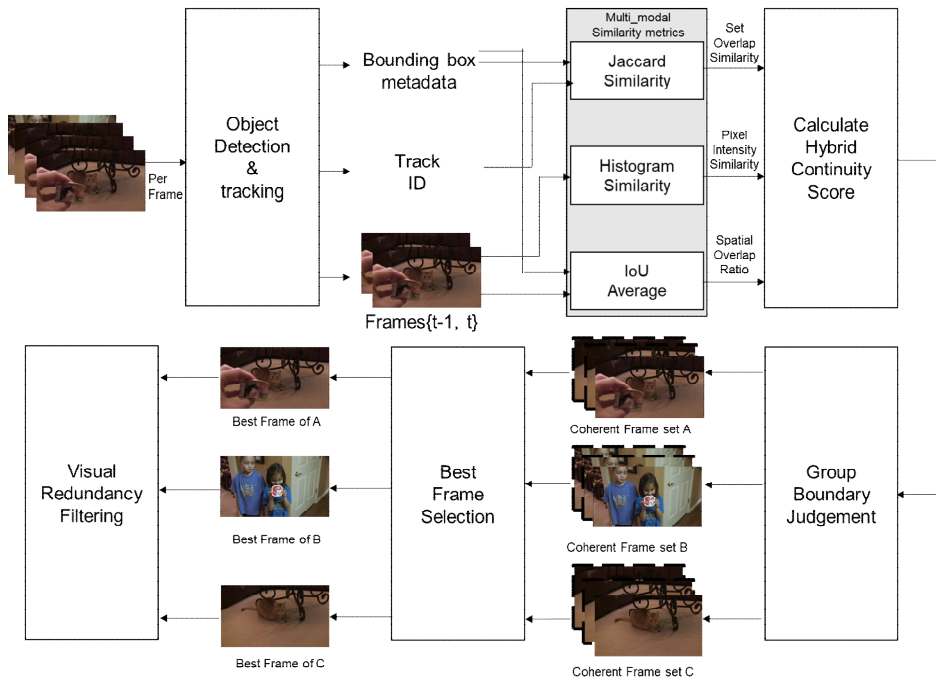 Per
Frame
Object
Detection
&
tracking
Bounding box
metadata
Track
ID
Frames{t-1, t}
Multi_modal
Similarity metrics
Jaccard
Similarity
Histogram
Similarity
IoU
Average
Set
Overlap
Similarity
Pixel
Intensity
Similarity
Spatial
Overlap
Ratio
Calculate
Hybrid
Continuity
Score
Group
Boundary
Judgement
Coherent Frame set A
Coherent Frame set B
Coherent Frame set C
Best
Frame
Selection
Best Frame of A
Best Frame of B
Best Frame of C
Visual
Redundancy
Filtering